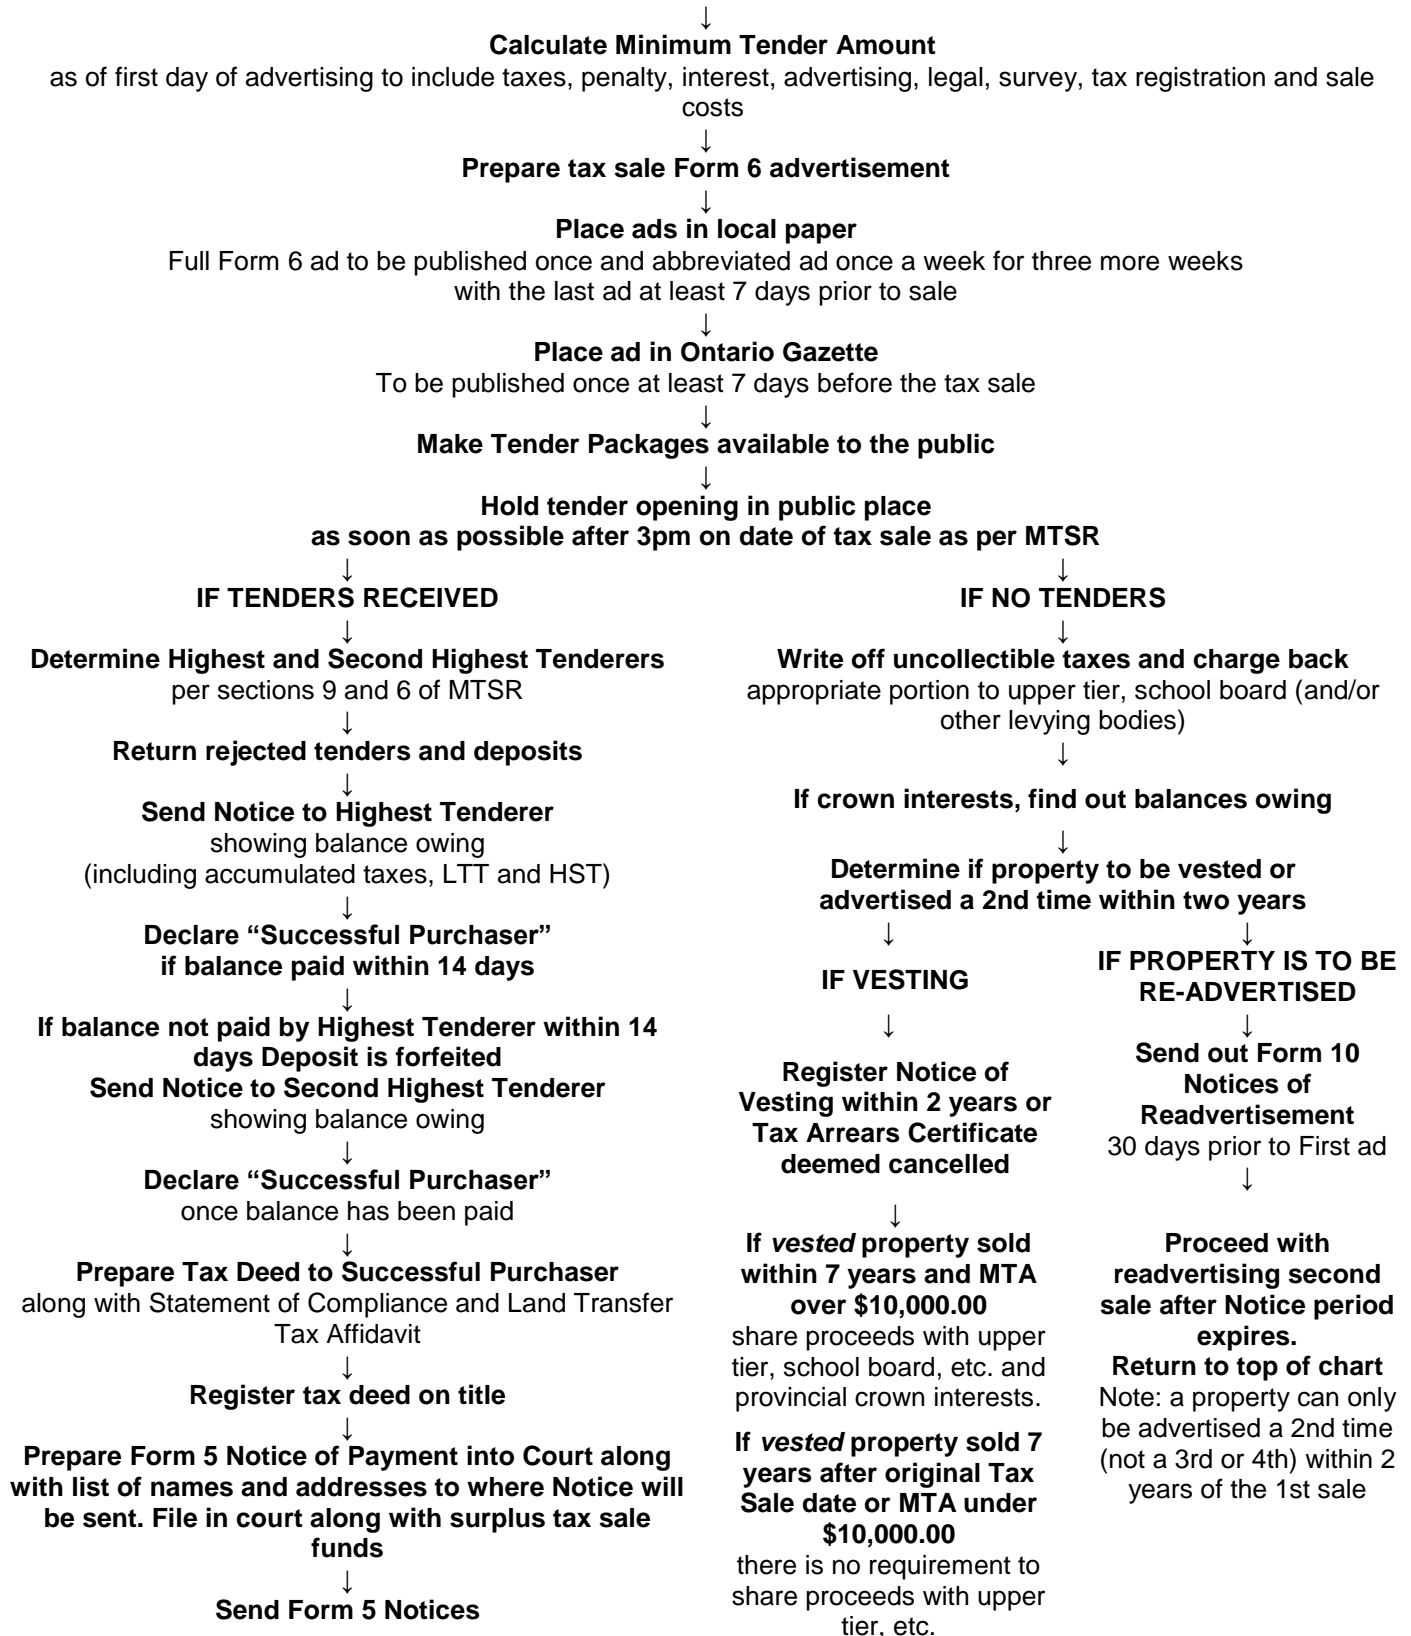 ↓
Calculate Minimum Tender Amount
as of first day of advertising to include taxes, penalty, interest, advertising, legal, survey, tax registration and sale
costs
↓
Prepare tax sale Form 6 advertisement
↓
Place ads in local paper
Full Form 6 ad to be published once and abbreviated ad once a week for three more weeks
with the last ad at least 7 days prior to sale
↓
Place ad in Ontario Gazette
To be published once at least 7 days before the tax sale
↓
Make Tender Packages available to the public
↓
Hold tender opening in public place
as soon as possible after 3pm on date of tax sale as per MTSR
↓
IF TENDERS RECEIVED
↓
Determine Highest and Second Highest Tenderers
per sections 9 and 6 of MTSR
↓
Return rejected tenders and deposits
↓
Send Notice to Highest Tenderer
showing balance owing
(including accumulated taxes, LTT and HST)
↓
Declare “Successful Purchaser”
if balance paid within 14 days
↓
If balance not paid by Highest Tenderer within 14
days Deposit is forfeited
Send Notice to Second Highest Tenderer
showing balance owing
↓
Declare “Successful Purchaser”
once balance has been paid
↓
Prepare Tax Deed to Successful Purchaser
along with Statement of Compliance and Land Transfer
Tax Affidavit
↓
Register tax deed on title
↓
Prepare Form 5 Notice of Payment into Court along
with list of names and addresses to where Notice will
be sent. File in court along with surplus tax sale
funds
↓
Send Form 5 Notices
↓
IF NO TENDERS
↓
Write off uncollectible taxes and charge back
appropriate portion to upper tier, school board (and/or
other levying bodies)
↓
If crown interests, find out balances owing
↓
Determine if property to be vested or
advertised a 2nd time within two years
↓
IF VESTING
↓
Register Notice of
Vesting within 2 years or
Tax Arrears Certificate
deemed cancelled
↓
If vested property sold
within 7 years and MTA
over $10,000.00
share proceeds with upper
tier, school board, etc. and
provincial crown interests.
If vested property sold 7
years after original Tax
Sale date or MTA under
$10,000.00
there is no requirement to
share proceeds with upper
tier, etc.
↓
IF PROPERTY IS TO BE
RE-ADVERTISED
↓
Send out Form 10
Notices of
Readvertisement
30 days prior to First ad
↓
Proceed with
readvertising second
sale after Notice period
expires.
Return to top of chart
Note: a property can only
be advertised a 2nd time
(not a 3rd or 4th) within 2
years of the 1st sale